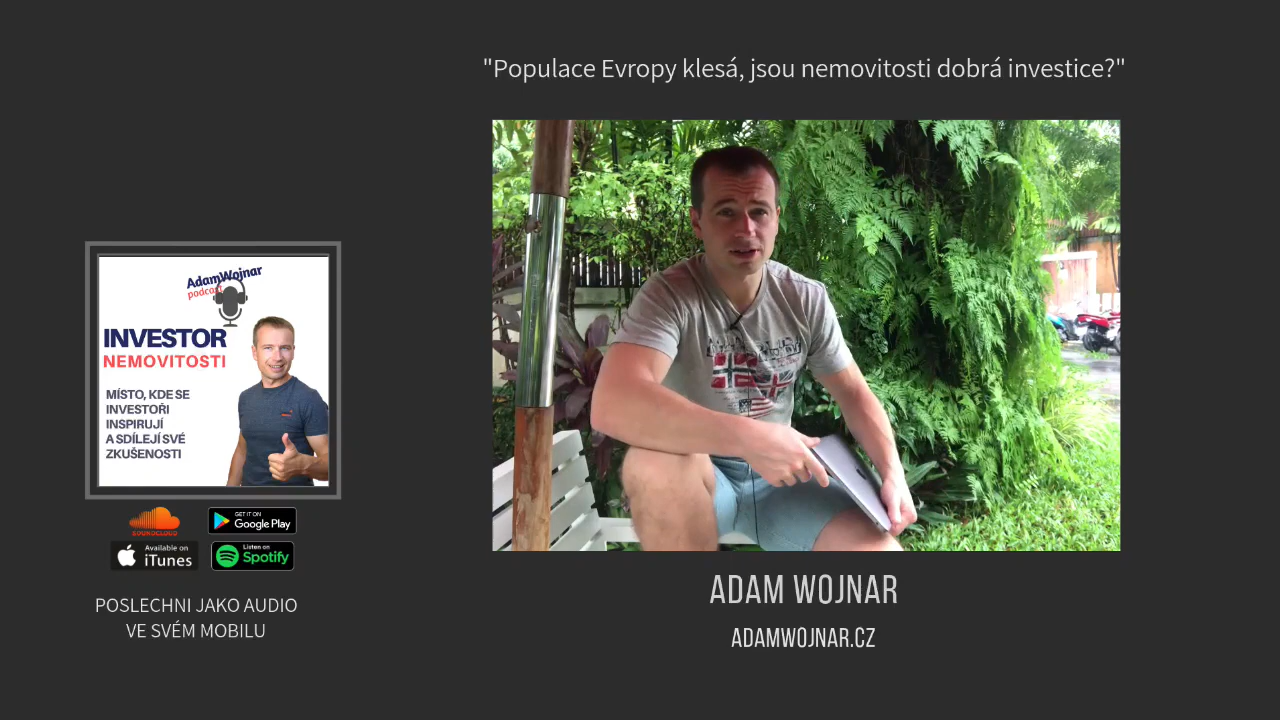 "Populace Evropy klesá, jsou nemovitosti dobrá investice?"
AdamWojnar
podcast
INVESTOR
NEMOVITOSTI
MÍSTO, KDE SE
INVESTOŘI
INSPIRUJÍ
A SDÍLEJÍ SVÉ
ZKUŠENOSTI
SOUNDCLOUD
GET IT ON
Google Play
Available on
iTunes
Listen on
Spotify
POSLECHNI JAKO AUDIO
VE SVÉM MOBILU
ADAM WOJNAR
ADAMWOJNAR.CZ